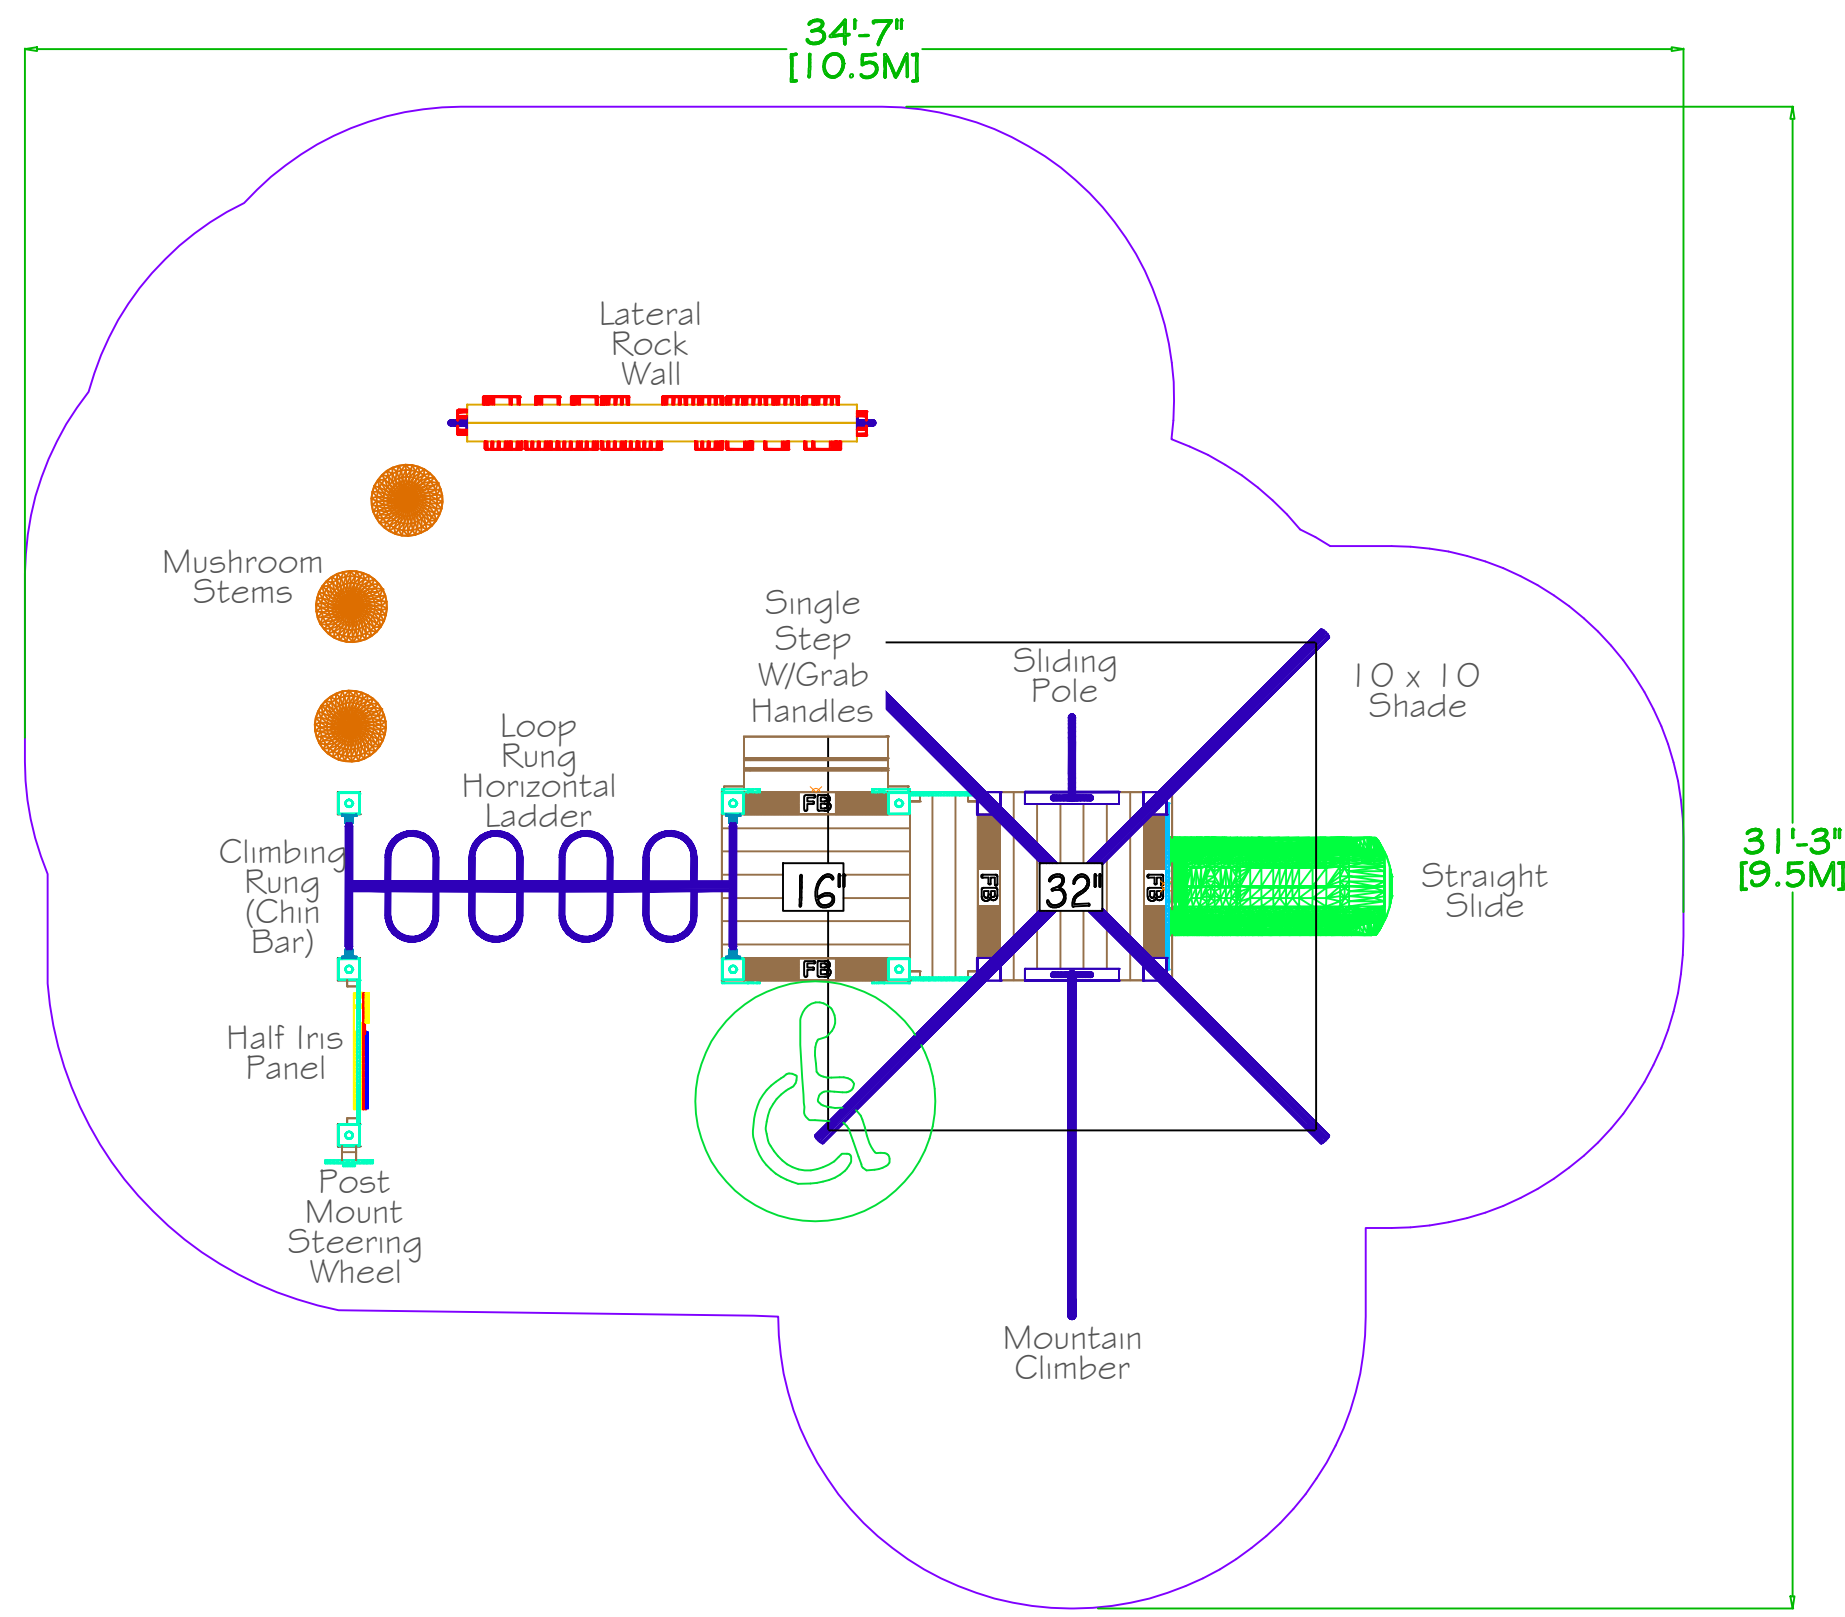 34'-7"
[10.5M]
Lateral
Rock
Wall
Mushroom
Stems
Single
Step
W/Grab
Handles
Sliding
Pole
10 x 10
Shade
Loop
Rung
Horizontal
Ladder
FB
Climbing
Rung
(Chin
Bar)
16"
FB
32"
FB
Straight
Slide
31'-3"
[9.5M]
FB
Half Iris
Panel
Post
Mount
Steering
Wheel
Mountain
Climber